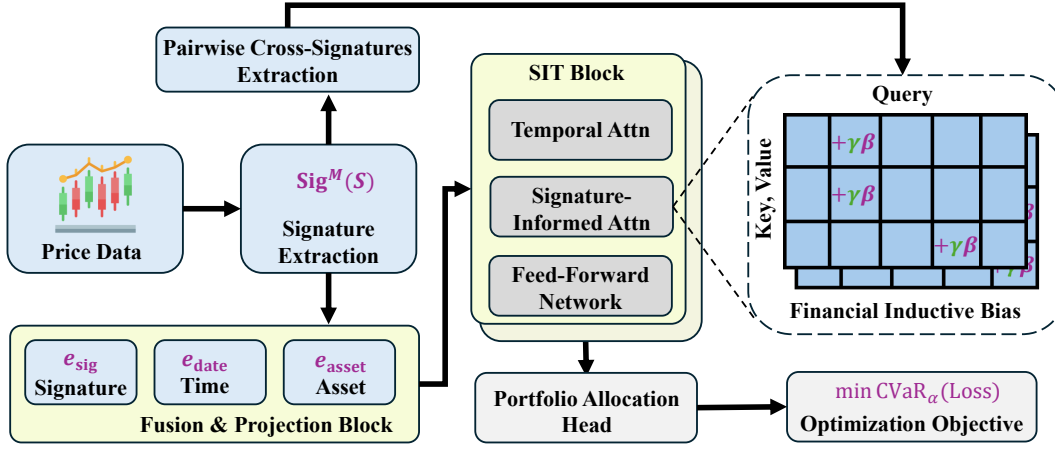 Pairwise Cross-Signatures
Extraction
Price Data
Sig^M(S)
Signature
Extraction
e_sig
Signature
e_date
Time
e_asset
Asset
Fusion & Projection Block
SIT Block
Temporal Attn
Signature-
Informed Attn
Feed-Forward
Network
Query
Key, Value
+γβ
+γβ
+γβ
β
γβ
Financial Inductive Bias
Portfolio Allocation
Head
min CVaR_α(Loss)
Optimization Objective